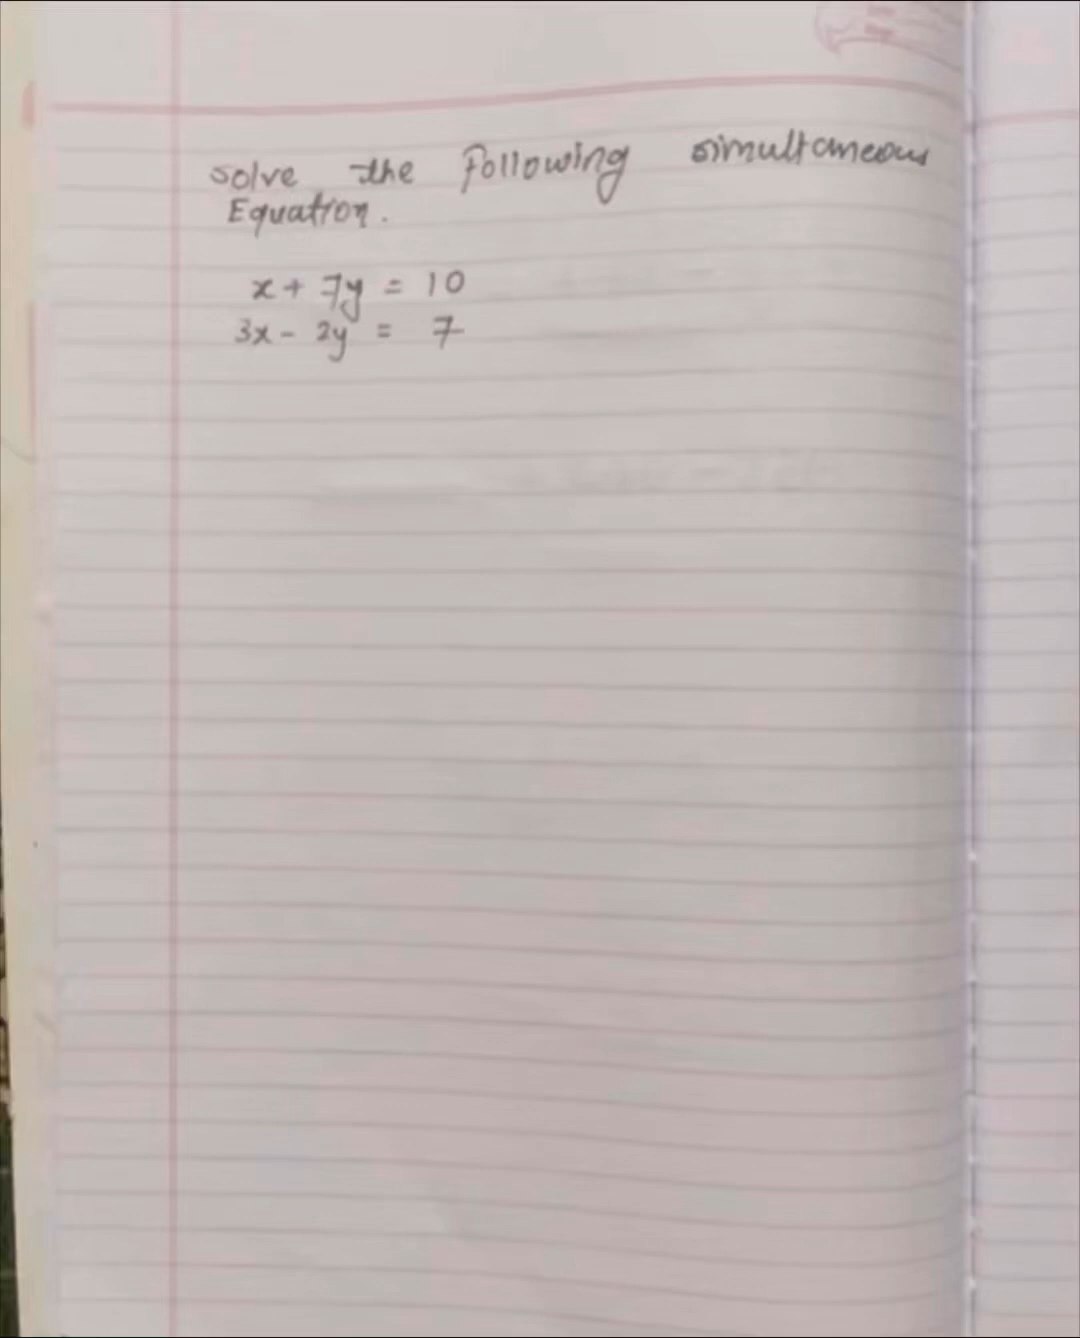 solve the Following simultaneous
Equation.
x + 7y = 10
3x - 2y = 7